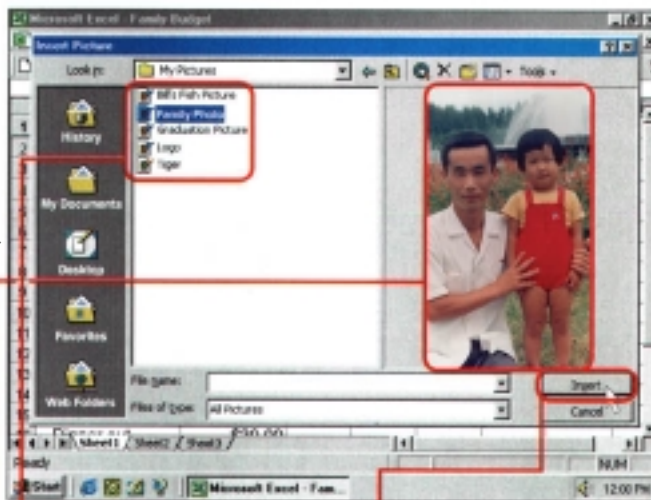 Microsoft Excel - Family Budget
Insert Picture
Look in: My Pictures Tools
History
My Documents
Desktop
Favorites
Web Folders
Bill's Fish Picture
Family Photo
Graduation Picture
Logo
Tiger
File name: Insert
Files of type: All Pictures Cancel
Sheet1 Sheet2 Sheet3
Ready NUM
Start Microsoft Excel - Fam... 12:00 PM